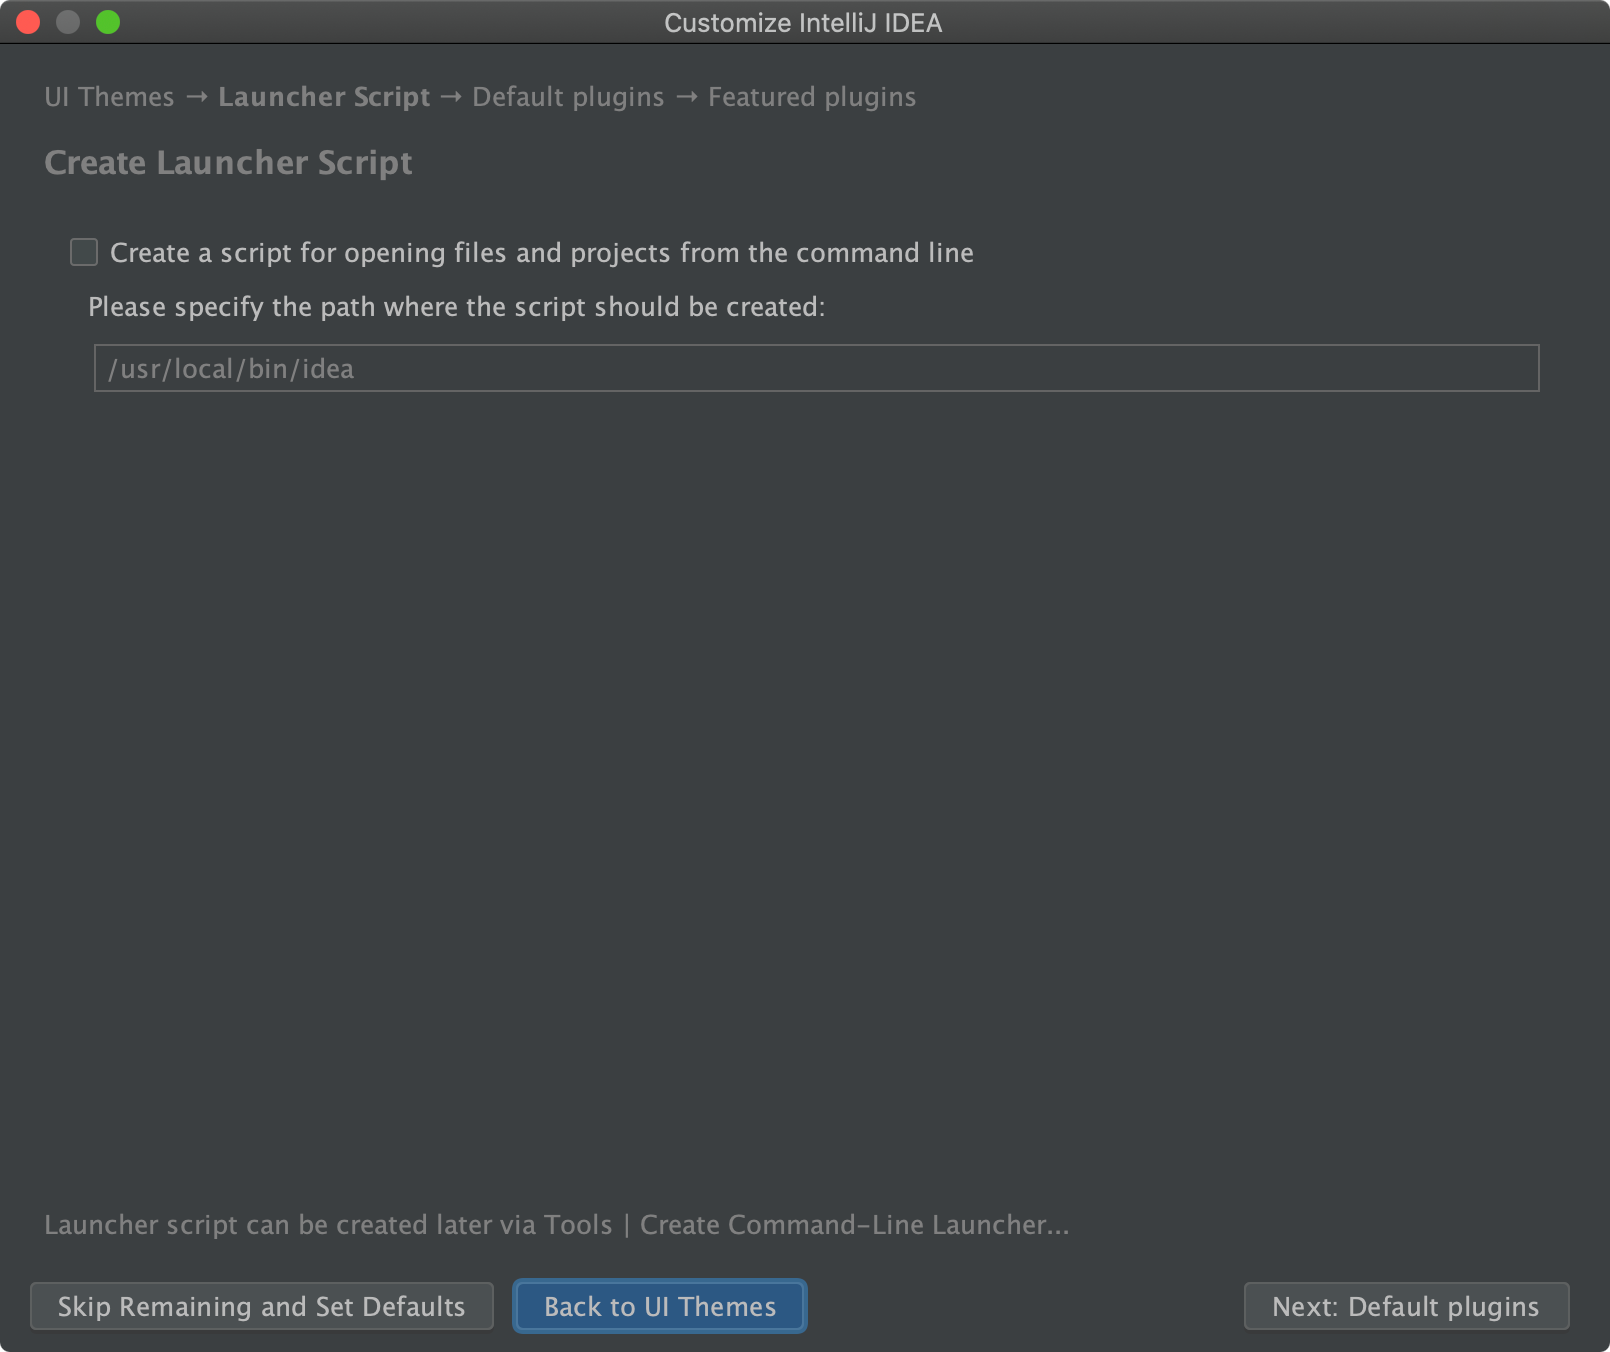 Customize IntelliJ IDEA
UI Themes → Launcher Script → Default plugins → Featured plugins
Create Launcher Script
Create a script for opening files and projects from the command line
Please specify the path where the script should be created:
/usr/local/bin/idea
Launcher script can be created later via Tools | Create Command-Line Launcher...
Skip Remaining and Set Defaults
Back to UI Themes
Next: Default plugins